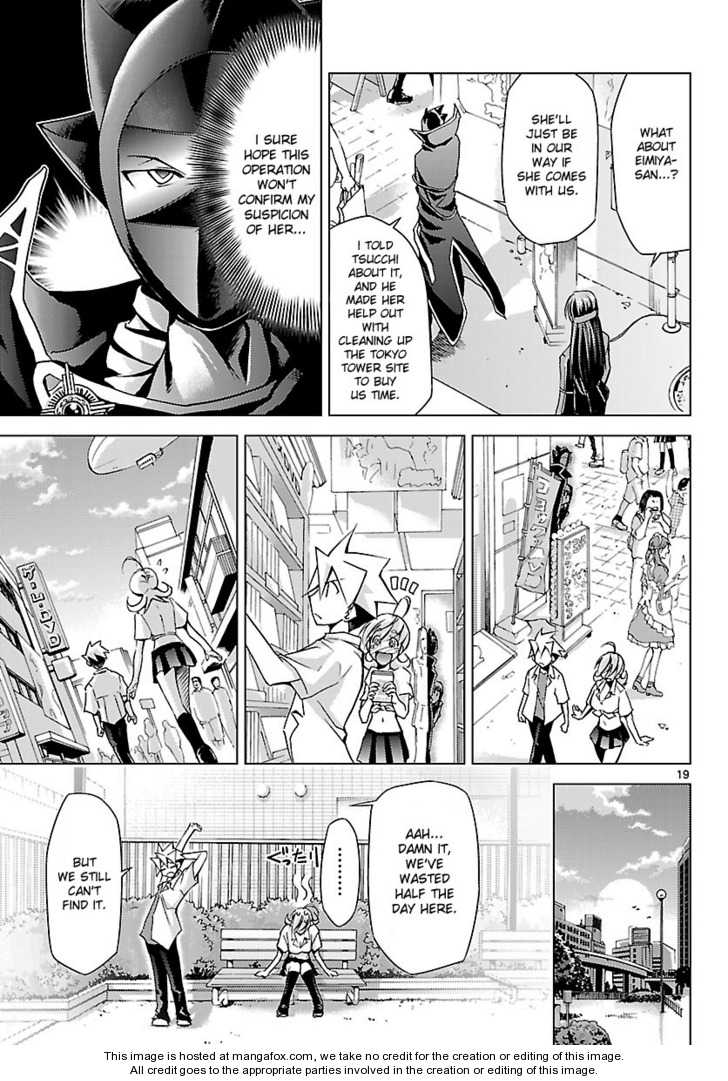 WHAT
ABOUT
EIMIYA-
SAN...?
SHE'LL
JUST BE
IN OUR
WAY IF
SHE COMES
WITH US.
I TOLD
TSUCCHI
ABOUT IT,
AND HE
MADE HER
HELP OUT
WITH
CLEANING UP
THE TOKYO
TOWER SITE
TO BUY
US TIME.
I SURE
HOPE THIS
OPERATION
WON'T
CONFIRM MY
SUSPICION
OF HER...
19
AAH...
DAMN IT,
WE'VE
WASTED
HALF
THE DAY
HERE.
………
ぐったり
BUT
WE STILL
CAN'T
FIND IT.
This image is hosted at mangafox.com, we take no credit for the creation or editing of this image.
All credit goes to the appropriate parties involved in the creation or editing of this image.